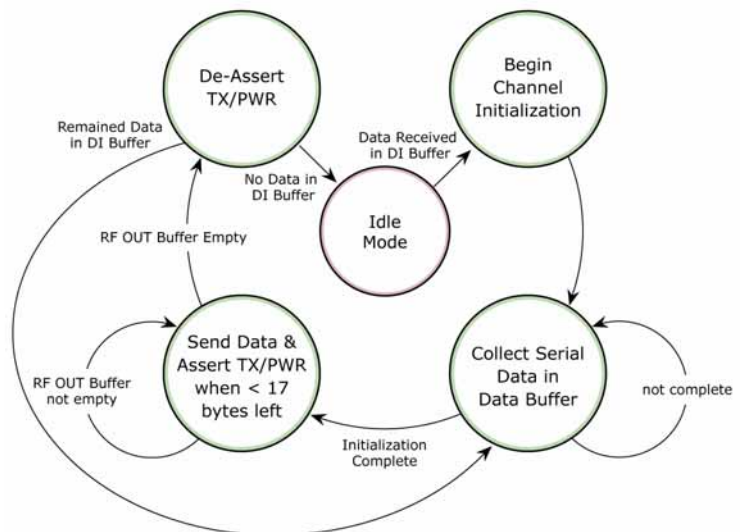 De-Assert
TX/PWR
Begin
Channel
Initialization
Remained Data
in DI Buffer
Data Received
in DI Buffer
No Data in
DI Buffer
Idle
Mode
RF OUT Buffer Empty
Send Data &
Assert TX/PWR
when < 17
bytes left
Collect Serial
Data in
Data Buffer
RF OUT Buffer
not empty
not complete
Initialization
Complete